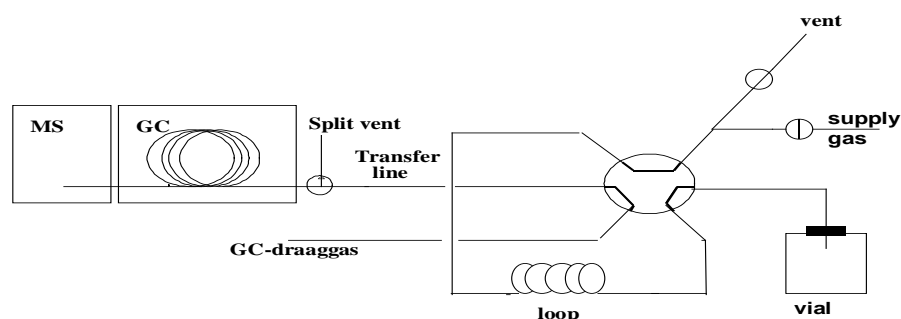 vent
MS
GC
Split vent
supply
gas
Transfer
line
GC-draaggas
loop
vial